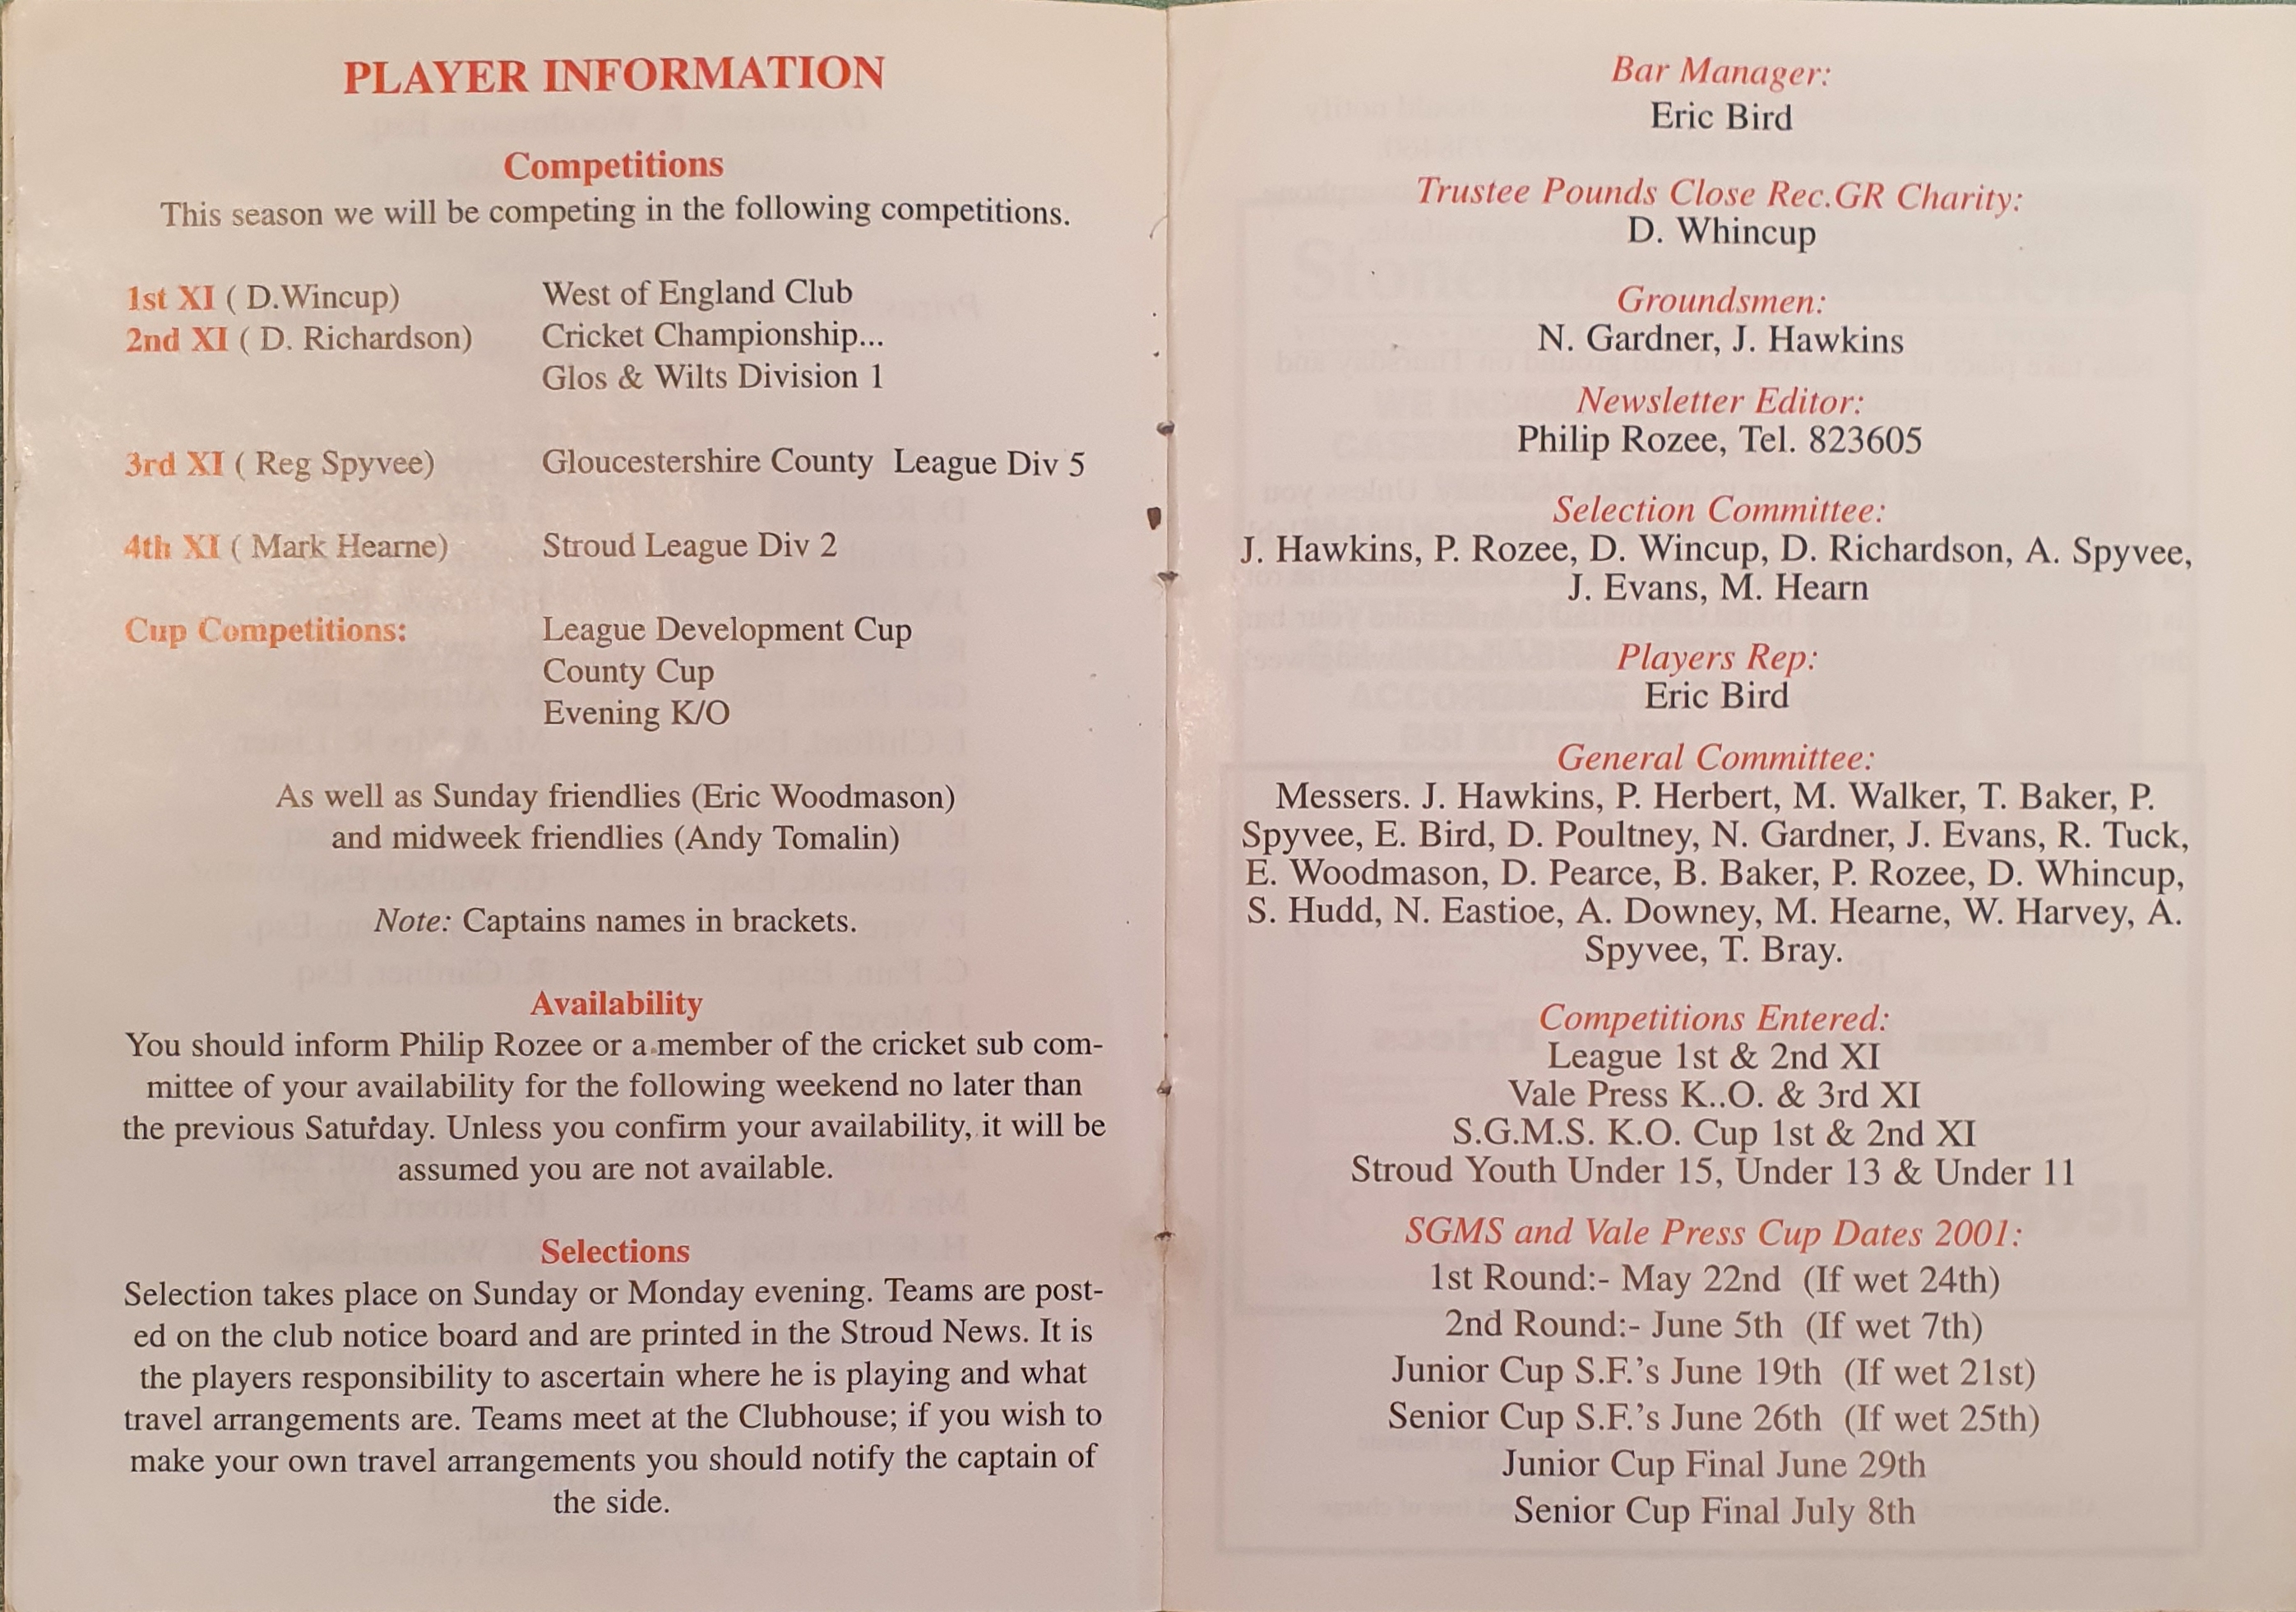 PLAYER INFORMATION
Competitions
This season we will be competing in the following competitions.
1st XI ( D.Wincup) West of England Club
2nd XI ( D. Richardson) Cricket Championship...
Glos & Wilts Division 1
3rd XI ( Reg Spyvee) Gloucestershire County League Div 5
4th XI ( Mark Hearne) Stroud League Div 2
Cup Competitions: League Development Cup
County Cup
Evening K/O
As well as Sunday friendlies (Eric Woodmason)
and midweek friendlies (Andy Tomalin)
Note: Captains names in brackets.
Availability
You should inform Philip Rozee or a member of the cricket sub com-
mittee of your availability for the following weekend no later than
the previous Saturday. Unless you confirm your availability, it will be
assumed you are not available.
Selections
Selection takes place on Sunday or Monday evening. Teams are post-
ed on the club notice board and are printed in the Stroud News. It is
the players responsibility to ascertain where he is playing and what
travel arrangements are. Teams meet at the Clubhouse; if you wish to
make your own travel arrangements you should notify the captain of
the side.
Bar Manager:
Eric Bird
Trustee Pounds Close Rec.GR Charity:
D. Whincup
Groundsmen:
N. Gardner, J. Hawkins
Newsletter Editor:
Philip Rozee, Tel. 823605
Selection Committee:
J. Hawkins, P. Rozee, D. Wincup, D. Richardson, A. Spyvee,
J. Evans, M. Hearn
Players Rep:
Eric Bird
General Committee:
Messers. J. Hawkins, P. Herbert, M. Walker, T. Baker, P.
Spyvee, E. Bird, D. Poultney, N. Gardner, J. Evans, R. Tuck,
E. Woodmason, D. Pearce, B. Baker, P. Rozee, D. Whincup,
S. Hudd, N. Eastioe, A. Downey, M. Hearne, W. Harvey, A.
Spyvee, T. Bray.
Competitions Entered:
League 1st & 2nd XI
Vale Press K..O. & 3rd XI
S.G.M.S. K.O. Cup 1st & 2nd XI
Stroud Youth Under 15, Under 13 & Under 11
SGMS and Vale Press Cup Dates 2001:
1st Round:- May 22nd (If wet 24th)
2nd Round:- June 5th (If wet 7th)
Junior Cup S.F.'s June 19th (If wet 21st)
Senior Cup S.F.'s June 26th (If wet 25th)
Junior Cup Final June 29th
Senior Cup Final July 8th